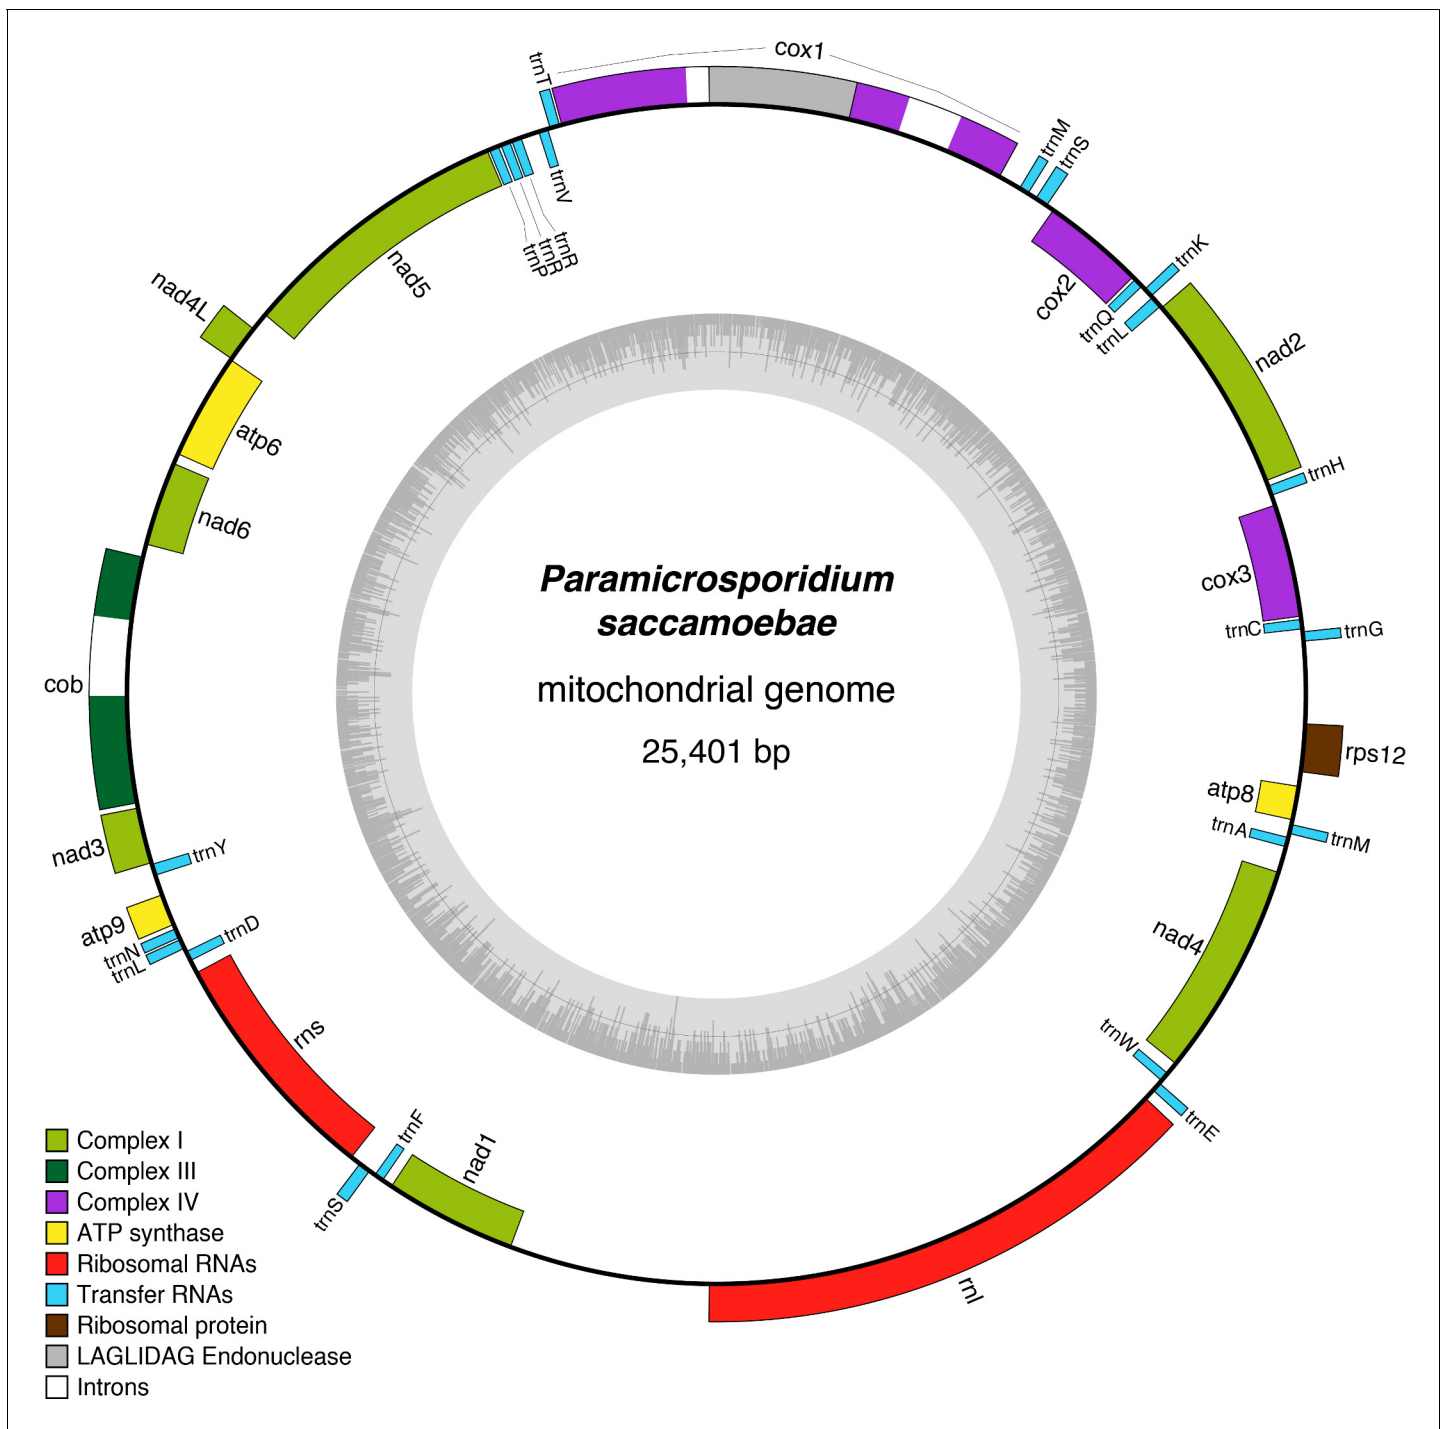 cox1
trnT
trnM
trnS
trnV
trnR
trnR
trnP
nad5
nad4L
atp6
nad6
cob
nad3
trnY
atp9
trnN
trnL
trnD
rns
trnS
trnF
nad1
rnl
trnE
trnW
nad4
trnA
trnM
atp8
rps12
trnG
trnC
cox3
trnH
nad2
trnK
trnL
trnQ
cox2
Paramicrosporidium
saccamoebae
mitochondrial genome
25,401 bp
Complex I
Complex III
Complex IV
ATP synthase
Ribosomal RNAs
Transfer RNAs
Ribosomal protein
LAGLIDAG Endonuclease
Introns